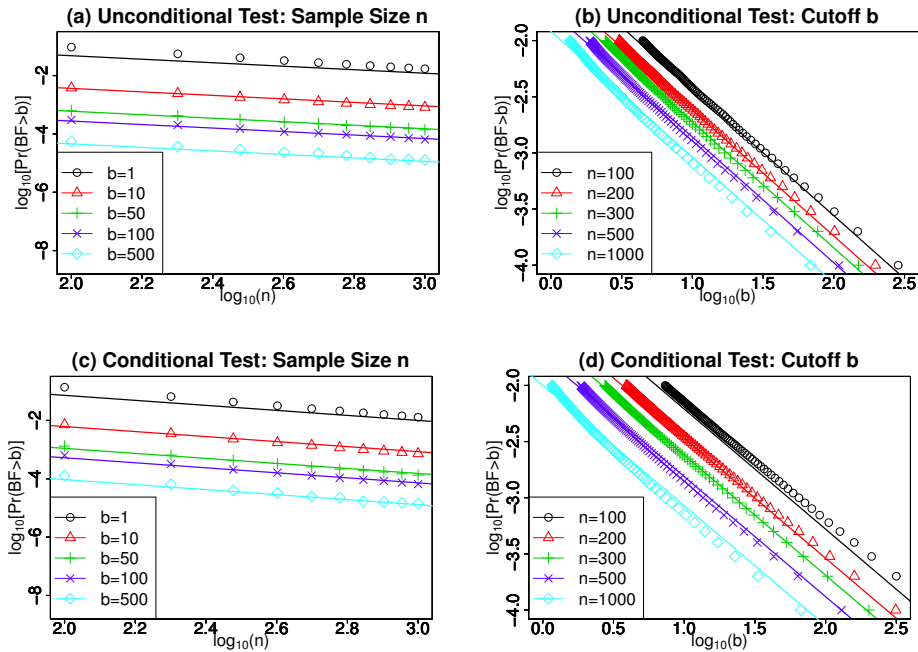 (a) Unconditional Test: Sample Size n
log10[Pr(BF>b)]
-2
-4
-6
-8
b=1
b=10
b=50
b=100
b=500
2.0 2.2 2.4 2.6 2.8 3.0
log10(n)
(b) Unconditional Test: Cutoff b
log10[Pr(BF>b)]
-2.0
-2.5
-3.0
-3.5
-4.0
n=100
n=200
n=300
n=500
n=1000
0.0 0.5 1.0 1.5 2.0 2.5
log10(b)
(c) Conditional Test: Sample Size n
log10[Pr(BF>b)]
-2
-4
-6
-8
b=1
b=10
b=50
b=100
b=500
2.0 2.2 2.4 2.6 2.8 3.0
log10(n)
(d) Conditional Test: Cutoff b
log10[Pr(BF>b)]
-2.0
-2.5
-3.0
-3.5
-4.0
n=100
n=200
n=300
n=500
n=1000
0.0 0.5 1.0 1.5 2.0 2.5
log10(b)